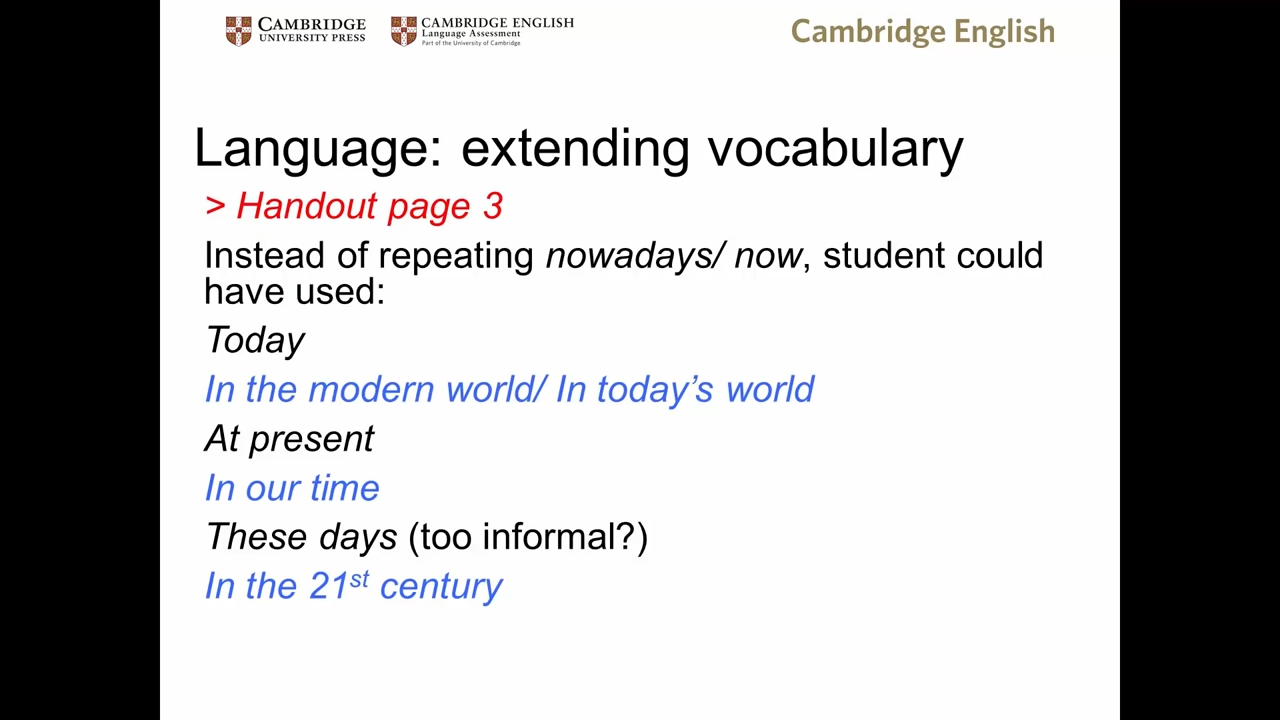 CAMBRIDGE
UNIVERSITY PRESS
CAMBRIDGE ENGLISH
Language Assessment
Part of the University of Cambridge
Cambridge English
Language: extending vocabulary
> Handout page 3
Instead of repeating nowadays/ now, student could
have used:
Today
In the modern world/ In today’s world
At present
In our time
These days (too informal?)
In the 21st century